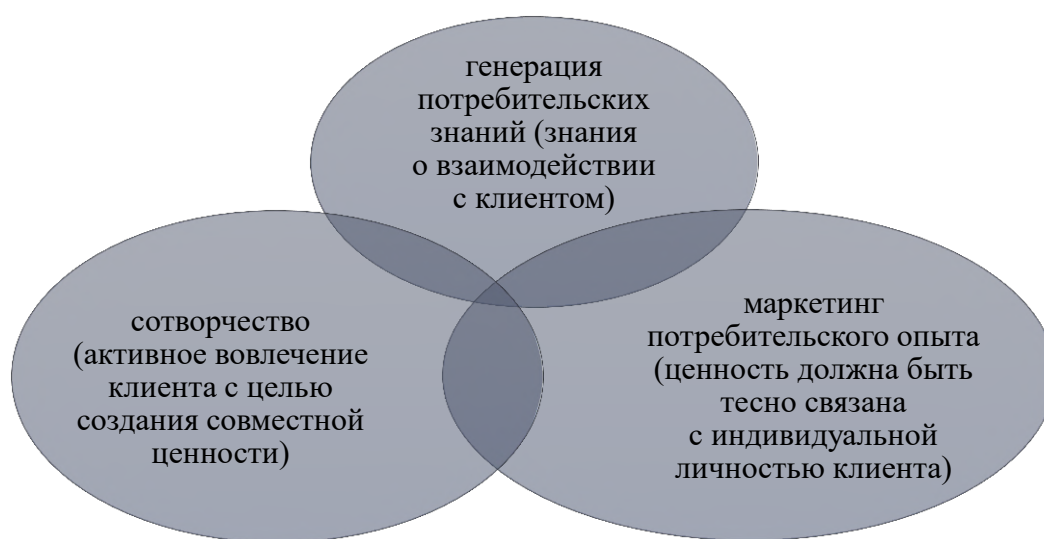 генерация
потребительских
знаний (знания
о взаимодействии
с клиентом)
сотворчество
(активное вовлечение
клиента с целью
создания совместной
ценности)
маркетинг
потребительского опыта
(ценность должна быть
тесно связана
с индивидуальной
личностью клиента)